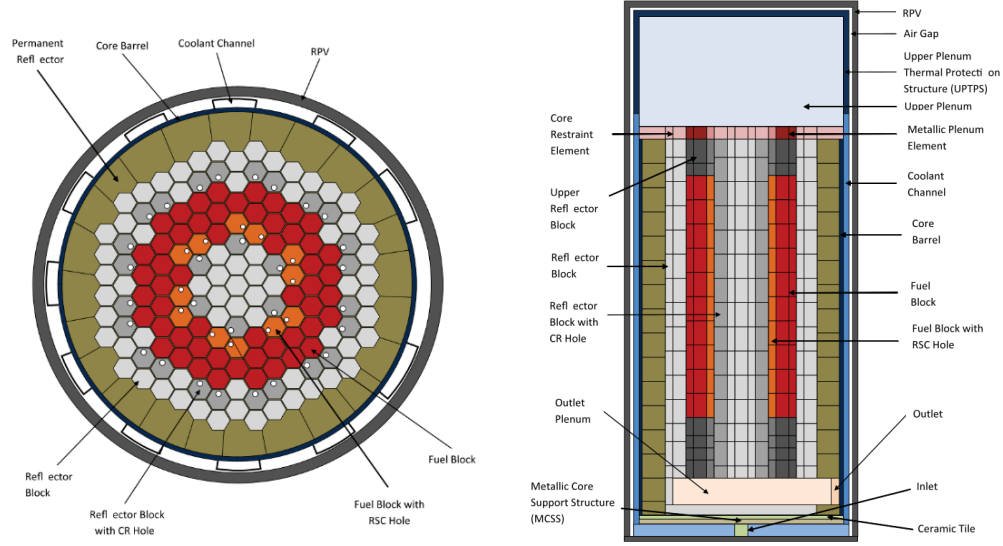 Permanent
Refl ector
Core Barrel
Coolant Channel
RPV
Refl ector
Block
Refl ector Block
with CR Hole
Fuel Block with
RSC Hole
Fuel Block
Core
Restraint
Element
Upper
Refl ector
Block
Refl ector
Block
Refl ector
Block with
CR Hole
Outlet
Plenum
Metallic Core
Support Structure
(MCSS)
RPV
Air Gap
Upper Plenum
Thermal Protecti on
Structure (UPTPS)
Upper Plenum
Metallic Plenum
Element
Coolant
Channel
Core
Barrel
Fuel
Block
Fuel Block with
RSC Hole
Outlet
Inlet
Ceramic Tile